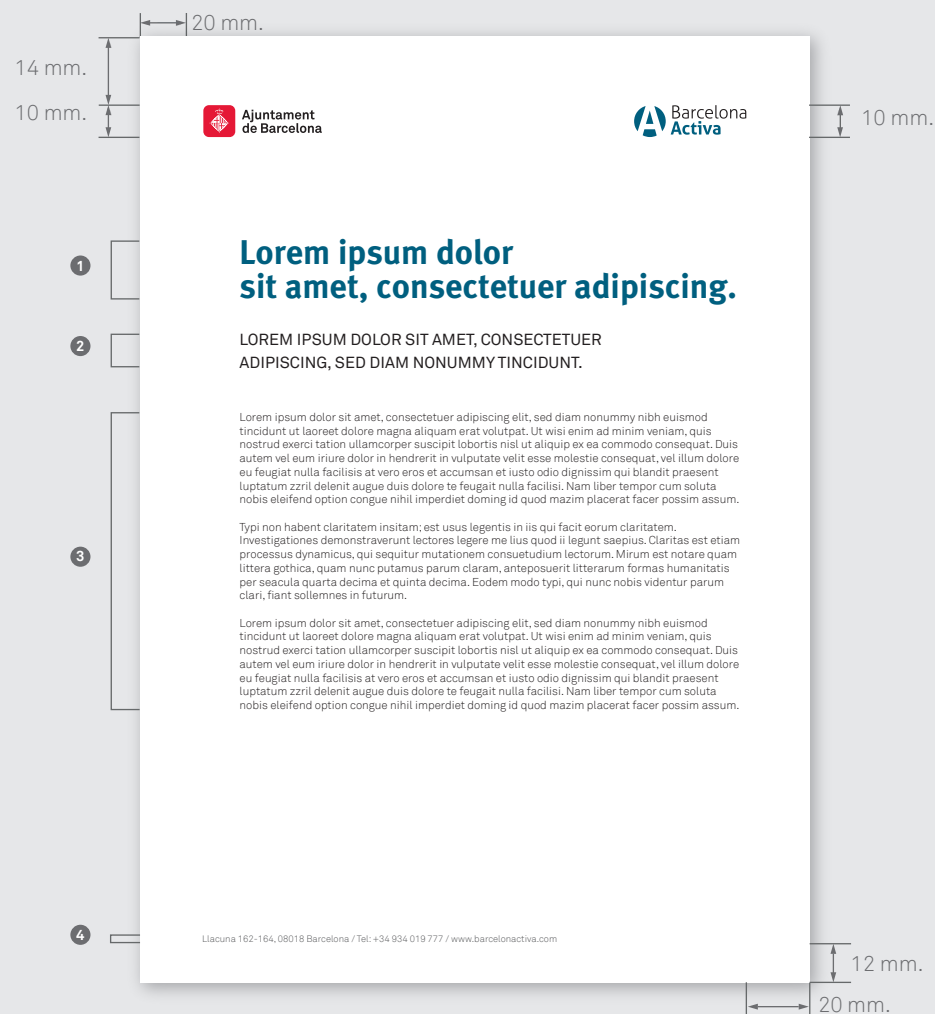 20 mm.
14 mm.
10 mm.
10 mm.
Ajuntament
de Barcelona
Barcelona
Activa
1
Lorem ipsum dolor
sit amet, consectetuer adipiscing.
2
LOREM IPSUM DOLOR SIT AMET, CONSECTETUER
ADIPISCING, SED DIAM NONUMMY TINCIDUNT.
3
Lorem ipsum dolor sit amet, consectetuer adipiscing elit, sed diam nonummy nibh euismod
tincidunt ut laoreet dolore magna aliquam erat volutpat. Ut wisi enim ad minim veniam, quis
nostrud exerci tation ullamcorper suscipit lobortis nisl ut aliquip ex ea commodo consequat. Duis
autem vel eum iriure dolor in hendrerit in vulputate velit esse molestie consequat, vel illum dolore
eu feugiat nulla facilisis at vero eros et accumsan et iusto odio dignissim qui blandit praesent
luptatum zzril delenit augue duis dolore te feugait nulla facilisi. Nam liber tempor cum soluta
nobis eleifend option congue nihil imperdiet doming id quod mazim placerat facer possim assum.
Typi non habent claritatem insitam; est usus legentis in iis qui facit eorum claritatem.
Investigationes demonstraverunt lectores legere me lius quod ii legunt saepius. Claritas est etiam
processus dynamicus, qui sequitur mutationem consuetudium lectorum. Mirum est notare quam
littera gothica, quam nunc putamus parum claram, anteposuerit litterarum formas humanitatis
per seacula quarta decima et quinta decima. Eodem modo typi, qui nunc nobis videntur parum
clari, fiant sollemnes in futurum.
Lorem ipsum dolor sit amet, consectetuer adipiscing elit, sed diam nonummy nibh euismod
tincidunt ut laoreet dolore magna aliquam erat volutpat. Ut wisi enim ad minim veniam, quis
nostrud exerci tation ullamcorper suscipit lobortis nisl ut aliquip ex ea commodo consequat. Duis
autem vel eum iriure dolor in hendrerit in vulputate velit esse molestie consequat, vel illum dolore
eu feugiat nulla facilisis at vero eros et accumsan et iusto odio dignissim qui blandit praesent
luptatum zzril delenit augue duis dolore te feugait nulla facilisi. Nam liber tempor cum soluta
nobis eleifend option congue nihil imperdiet doming id quod mazim placerat facer possim assum.
4
Llacuna 162-164, 08018 Barcelona / Tel: +34 934 019 777 / www.barcelonactiva.com
12 mm.
20 mm.